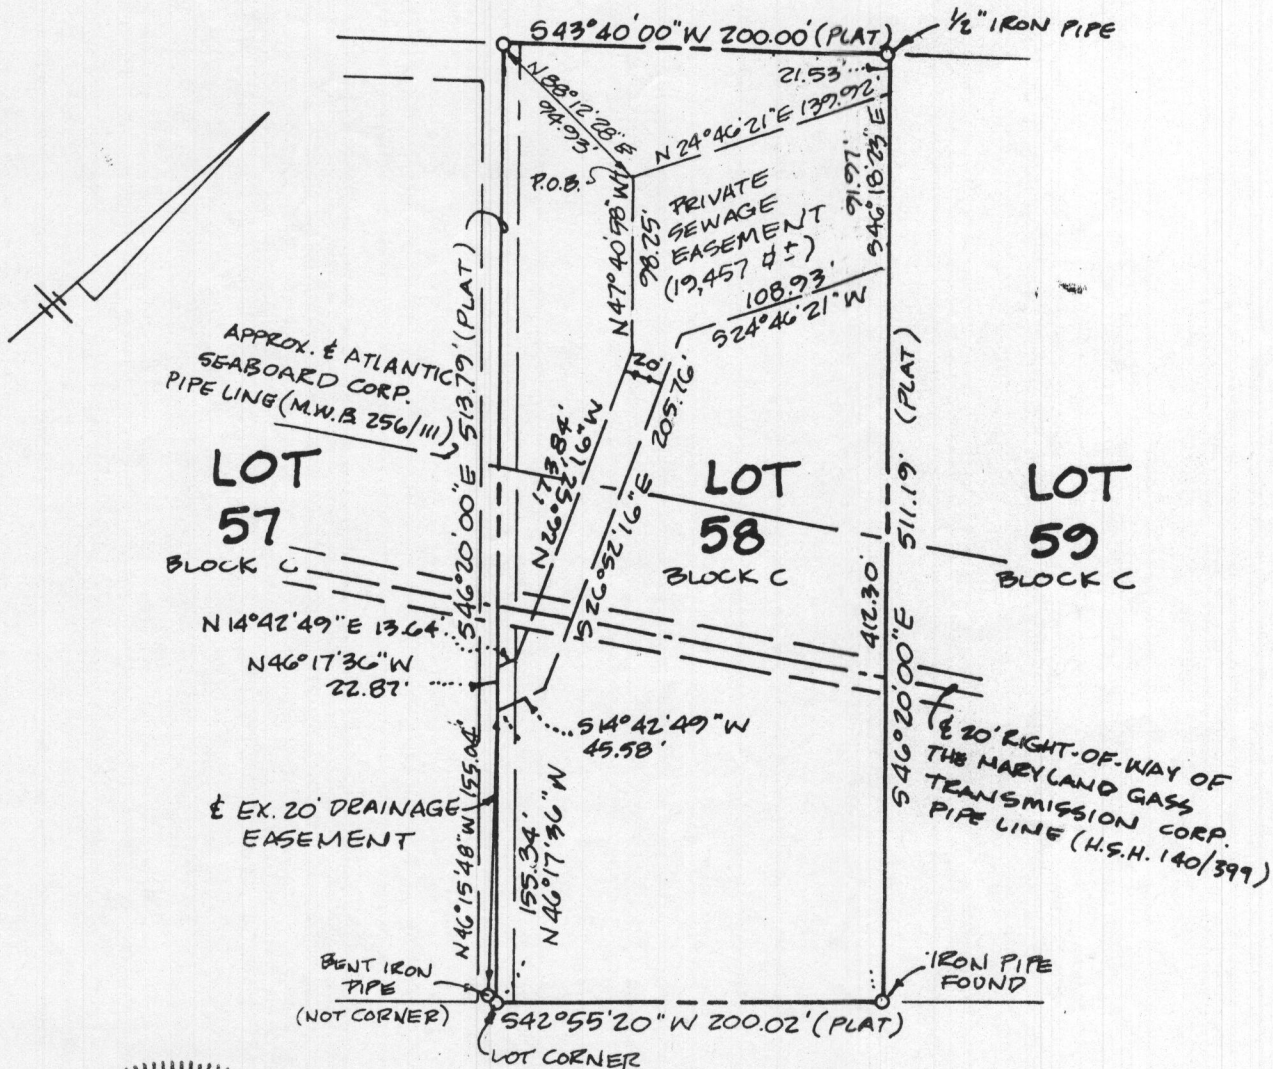 S43°40'00"W 200.00'(PLAT)
1/2" IRON PIPE
21.53'
N88°12'28"E
94.93'
N 24°46'21"E 139.92'
P.O.B.
PRIVATE
SEWAGE
EASEMENT
(19,457 ⏍±)
91.97'
S46°18'23"E
N47°40'58"W
98.25'
108.93'
S24°46'21"W
APPROX. ℄ ATLANTIC
SEABOARD CORP.
PIPE LINE (M.W.B 256/111)
S46°20'00"E 513.79' (PLAT)
20'
205.76'
S26°52'16"E
173.84'
N26°52'16"W
LOT
57
BLOCK C
LOT
58
BLOCK C
LOT
59
BLOCK C
S46°20'00"E 511.19' (PLAT)
412.30'
N14°42'49"E 13.64'
N46°17'36"W
22.87'
S14°42'49"W
45.58'
℄ 20' RIGHT-OF-WAY OF
THE MARYLAND GASS
TRANSMISSION CORP.
PIPE LINE (H.S.H. 140/399)
℄ EX. 20' DRAINAGE
EASEMENT
N46°15'48"W 155.04'
155.34'
N46°17'36"W
BENT IRON
PIPE
(NOT CORNER)
IRON PIPE
FOUND
S42°55'20"W 200.02'(PLAT)
LOT CORNER